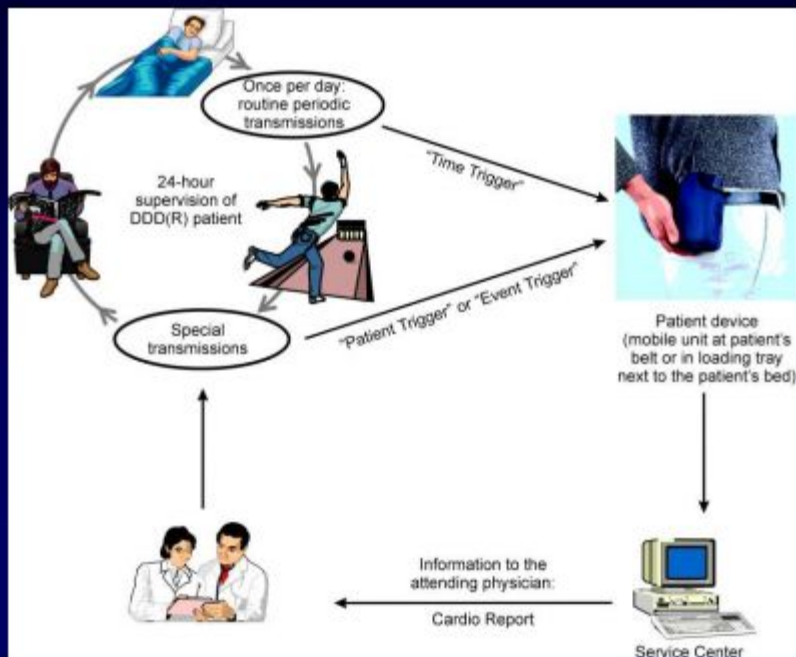 Once per day:
routine periodic
transmissions
"Time Trigger"
24-hour
supervision of
DDD(R) patient
"Patient Trigger" or "Event Trigger"
Special
transmissions
Patient device
(mobile unit at patient's
belt or in loading tray
next to the patient's bed)
Information to the
attending physician:
Cardio Report
Service Center